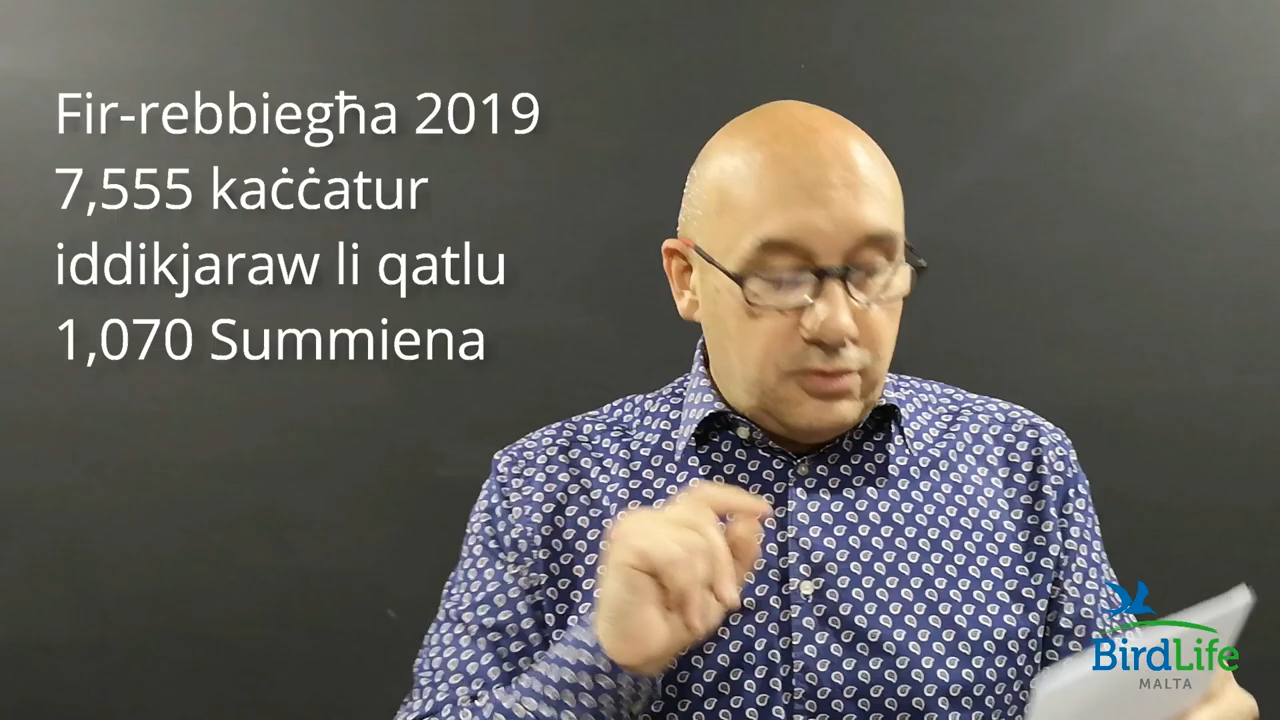 Fir-rebbiegħa 2019
7,555 kaċċatur
iddikjaraw li qatlu
1,070 Summiena
BirdLife
MALTA